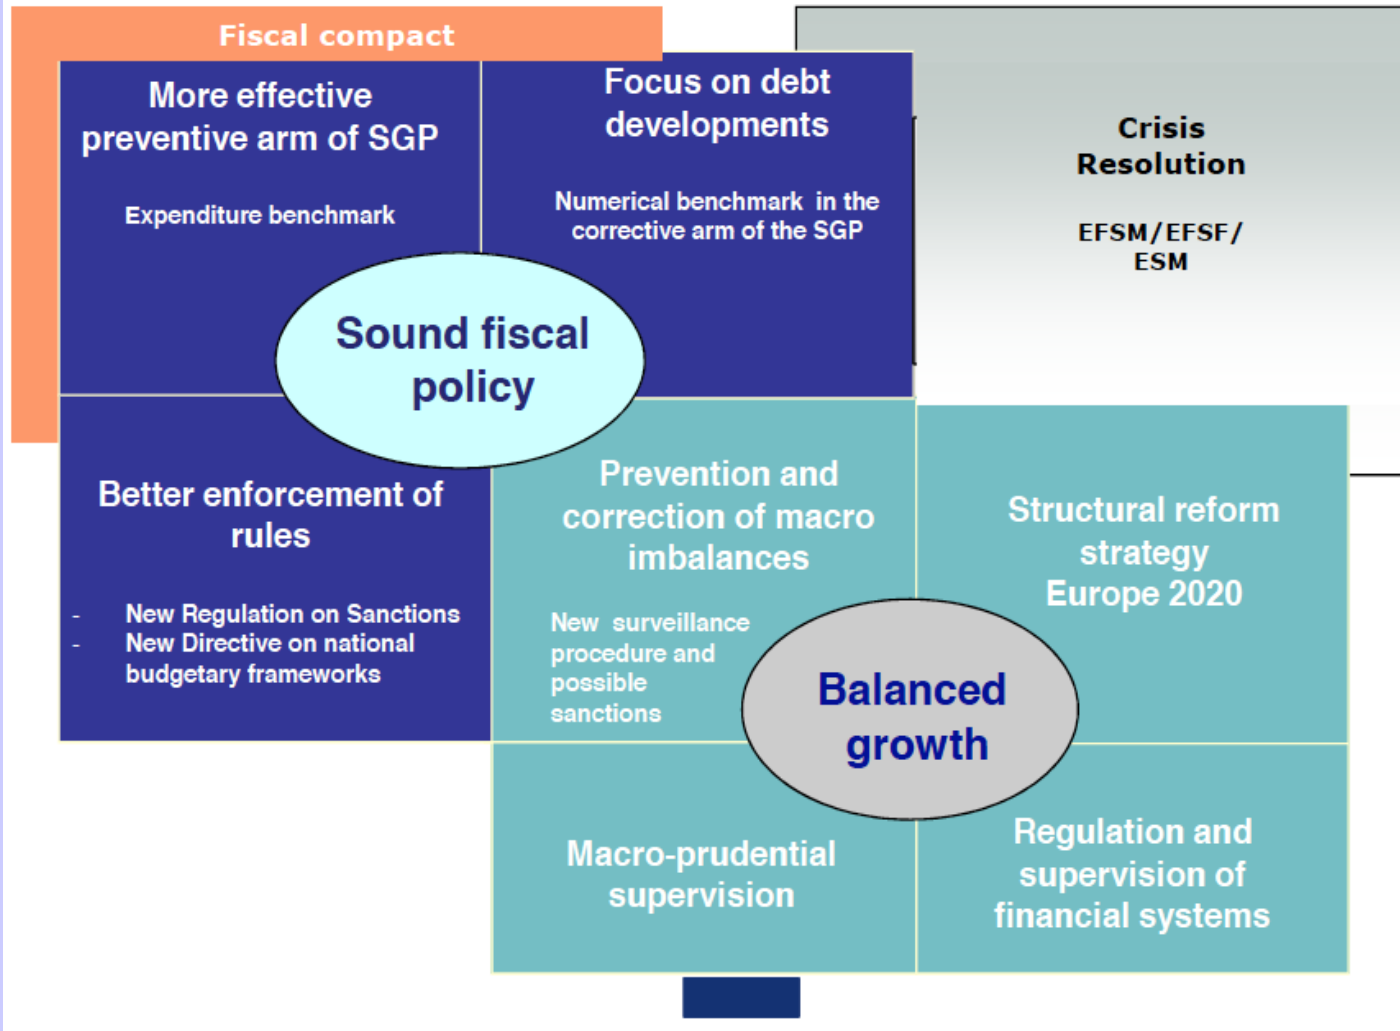 Fiscal compact
More effective
preventive arm of SGP
Expenditure benchmark
Focus on debt
developments
Numerical benchmark in the
corrective arm of the SGP
Crisis
Resolution
EFSM/EFSF/
ESM
Sound fiscal
policy
Better enforcement of
rules
- New Regulation on Sanctions
- New Directive on national
budgetary frameworks
Prevention and
correction of macro
imbalances
New surveillance
procedure and
possible
sanctions
Structural reform
strategy
Europe 2020
Balanced
growth
Macro-prudential
supervision
Regulation and
supervision of
financial systems